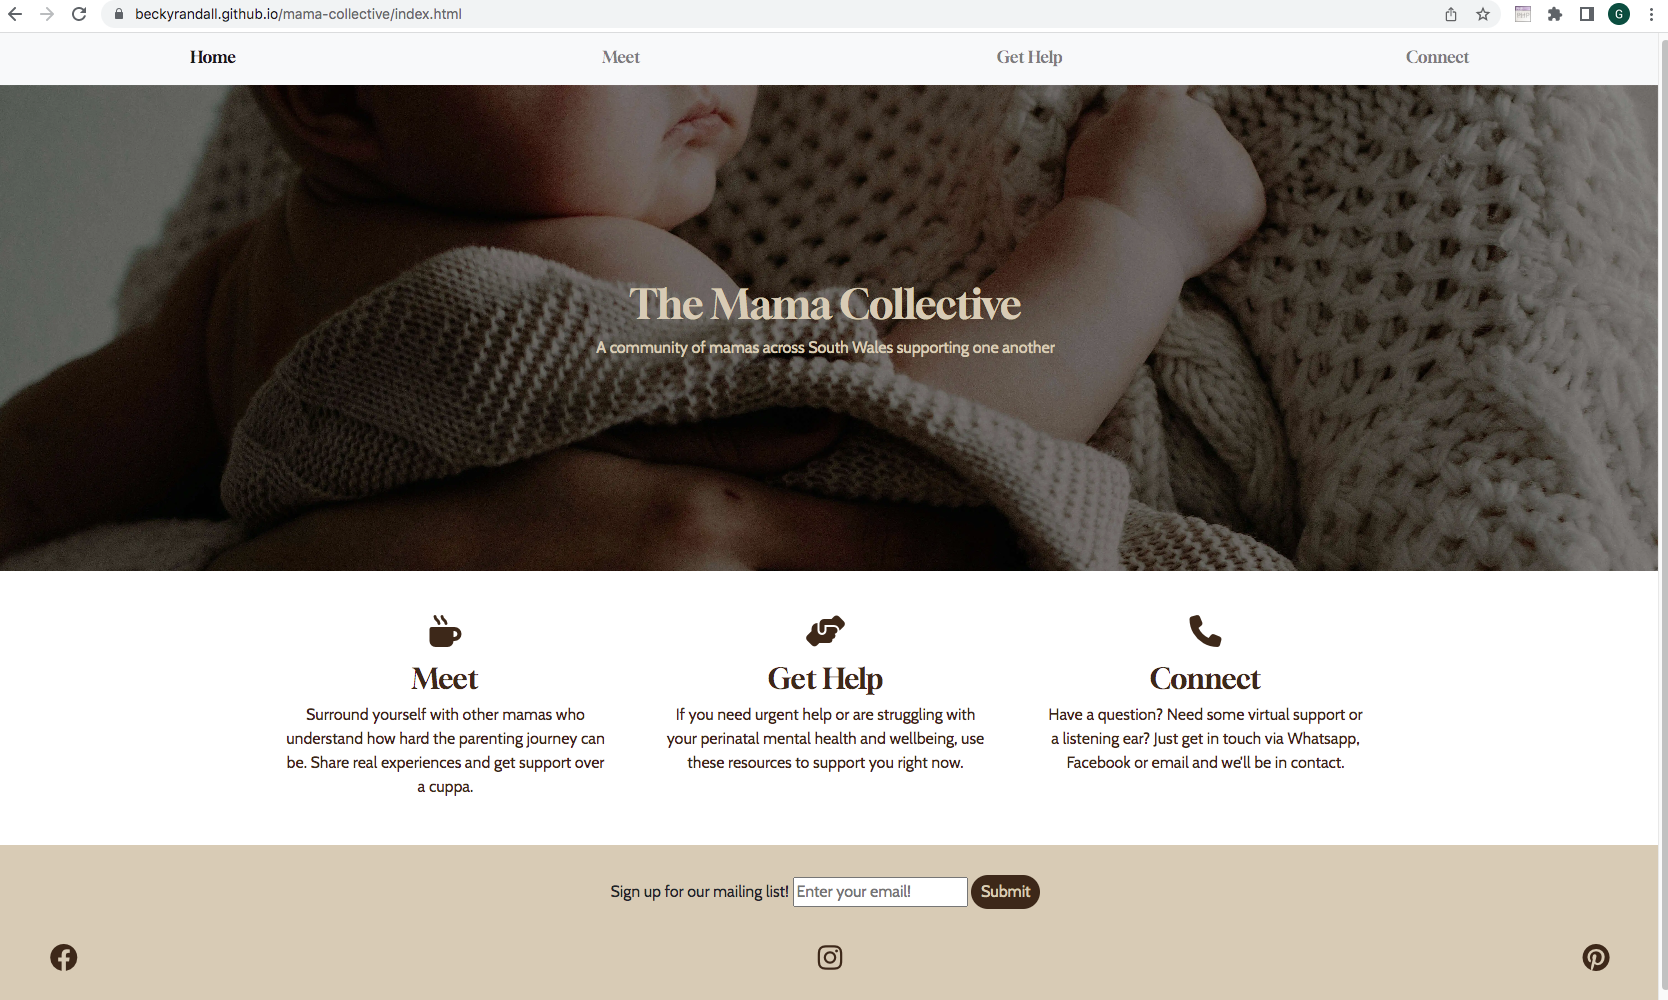 beckyrandall.github.io/mama-collective/index.html
G
Home
Meet
Get Help
Connect
The Mama Collective
A community of mamas across South Wales supporting one another
Meet
Surround yourself with other mamas who
understand how hard the parenting journey can
be. Share real experiences and get support over
a cuppa.
Get Help
If you need urgent help or are struggling with
your perinatal mental health and wellbeing, use
these resources to support you right now.
Connect
Have a question? Need some virtual support or
a listening ear? Just get in touch via Whatsapp,
Facebook or email and we'll be in contact.
Sign up for our mailing list! Enter your email! Submit